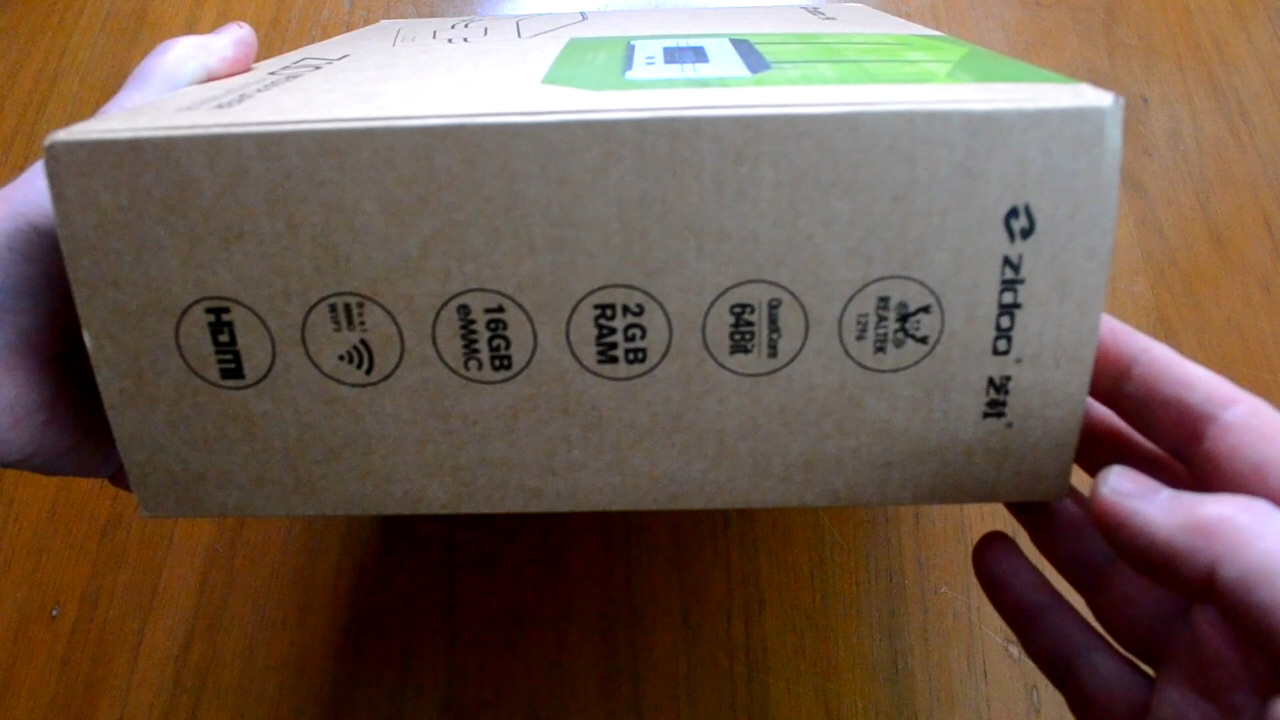 zidoo
芝杜
REALTEK
1296
QuadCore
64Bit
2GB
RAM
16GB
eMMC
WIFI
HDMI